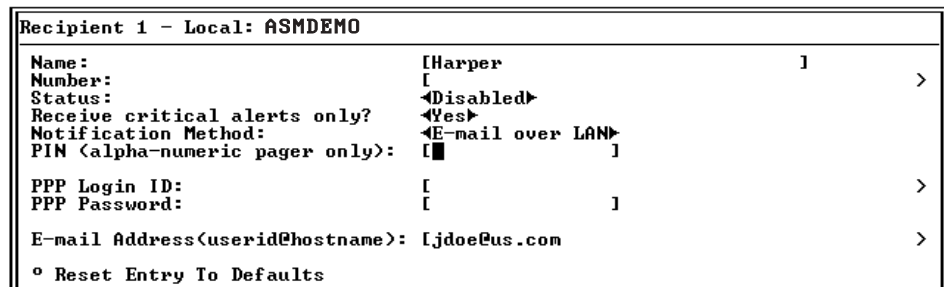 Recipient 1 - Local: ASMDEMO
Name: [Harper ]
Number: [ >
Status: ◄Disabled►
Receive critical alerts only? ◄Yes►
Notification Method: ◄E-mail over LAN►
PIN (alpha-numeric pager only): [ ]
PPP Login ID: [ >
PPP Password: [ ]
E-mail Address(userid@hostname): [jdoe@us.com >
º Reset Entry To Defaults